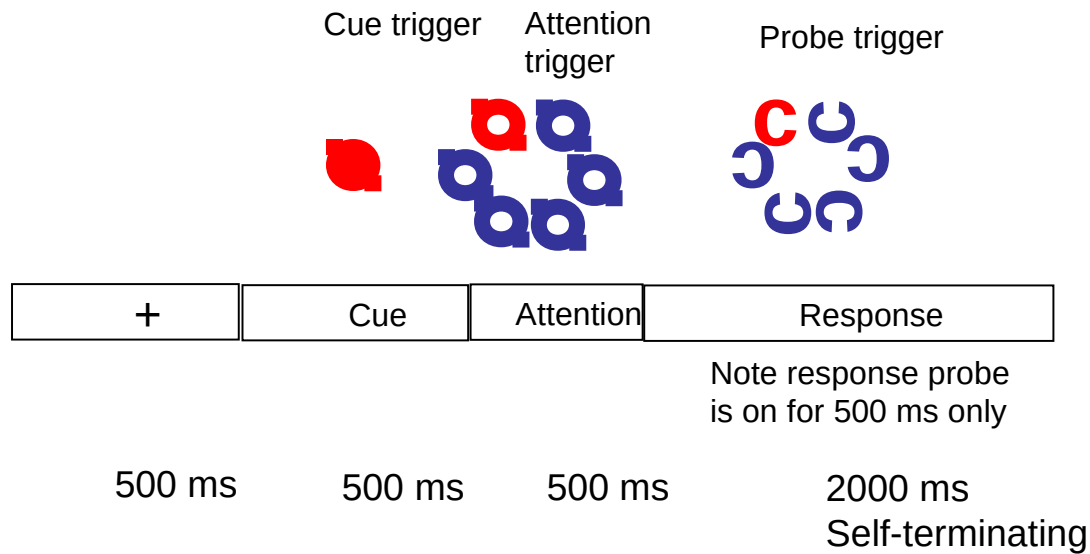 Cue trigger
Attention
trigger
Probe trigger
c
c
c
c
c
c
+
Cue
Attention
Response
Note response probe
is on for 500 ms only
500 ms
500 ms
500 ms
2000 ms
Self-terminating